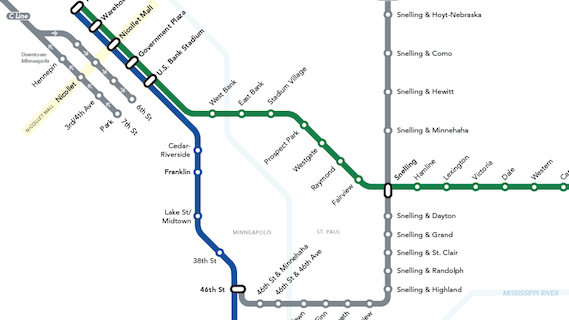 Snelling & Hoyt-Nebraska
C Line
Nicollet Mall
Government Plaza
U.S. Bank Stadium
Downtown
Minneapolis
Snelling & Como
Hennepin
Nicollet
NICOLLET MALL
3rd/4th Ave
Park
7th St
6th St
West Bank
East Bank
Stadium Village
Snelling & Hewitt
Snelling & Minnehaha
Prospect Park
Westgate
Raymond
Fairview
Cedar-
Riverside
Franklin
Snelling
Hamline
Lexington
Victoria
Dale
Western
Lake St/
Midtown
Snelling & Dayton
MINNEAPOLIS
ST. PAUL
Snelling & Grand
Snelling & St. Clair
38th St
46th St & Minnehaha
46th St & 46th Ave
Snelling & Randolph
46th St
Snelling & Highland
MISSISSIPPI RIVER